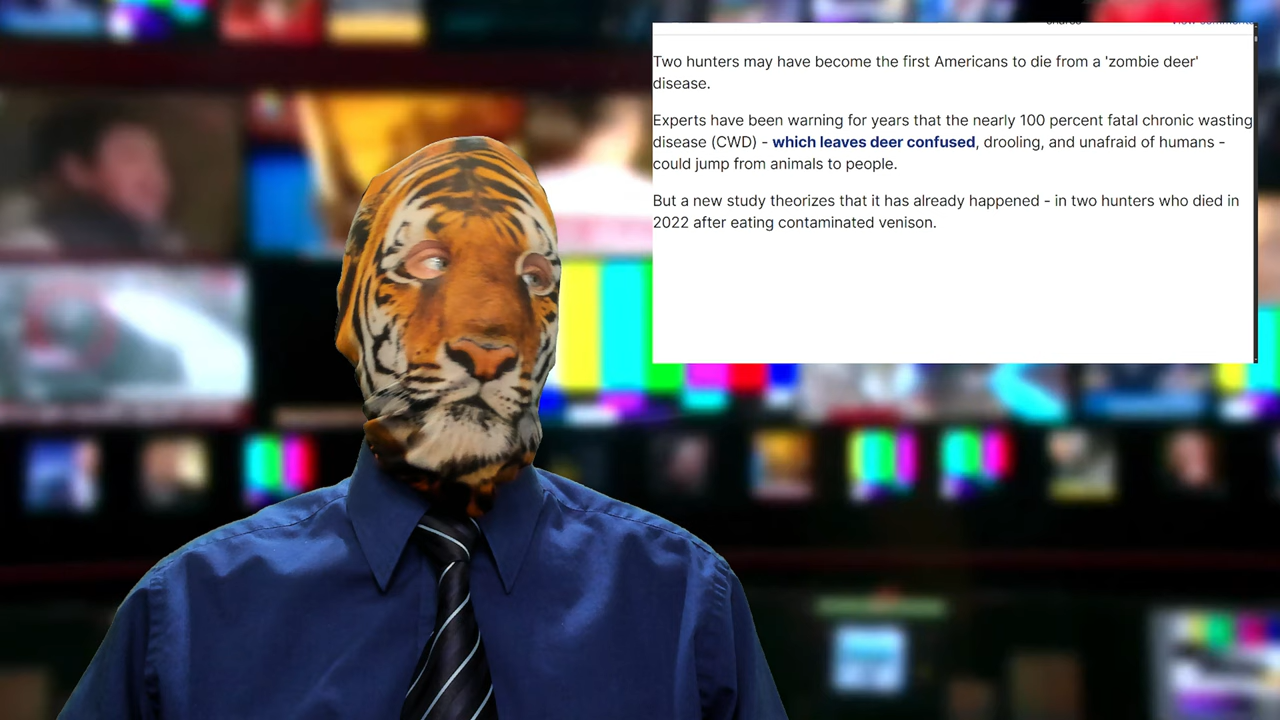 Two hunters may have become the first Americans to die from a 'zombie deer'
disease.
Experts have been warning for years that the nearly 100 percent fatal chronic wasting
disease (CWD) - which leaves deer confused, drooling, and unafraid of humans -
could jump from animals to people.
But a new study theorizes that it has already happened - in two hunters who died in
2022 after eating contaminated venison.